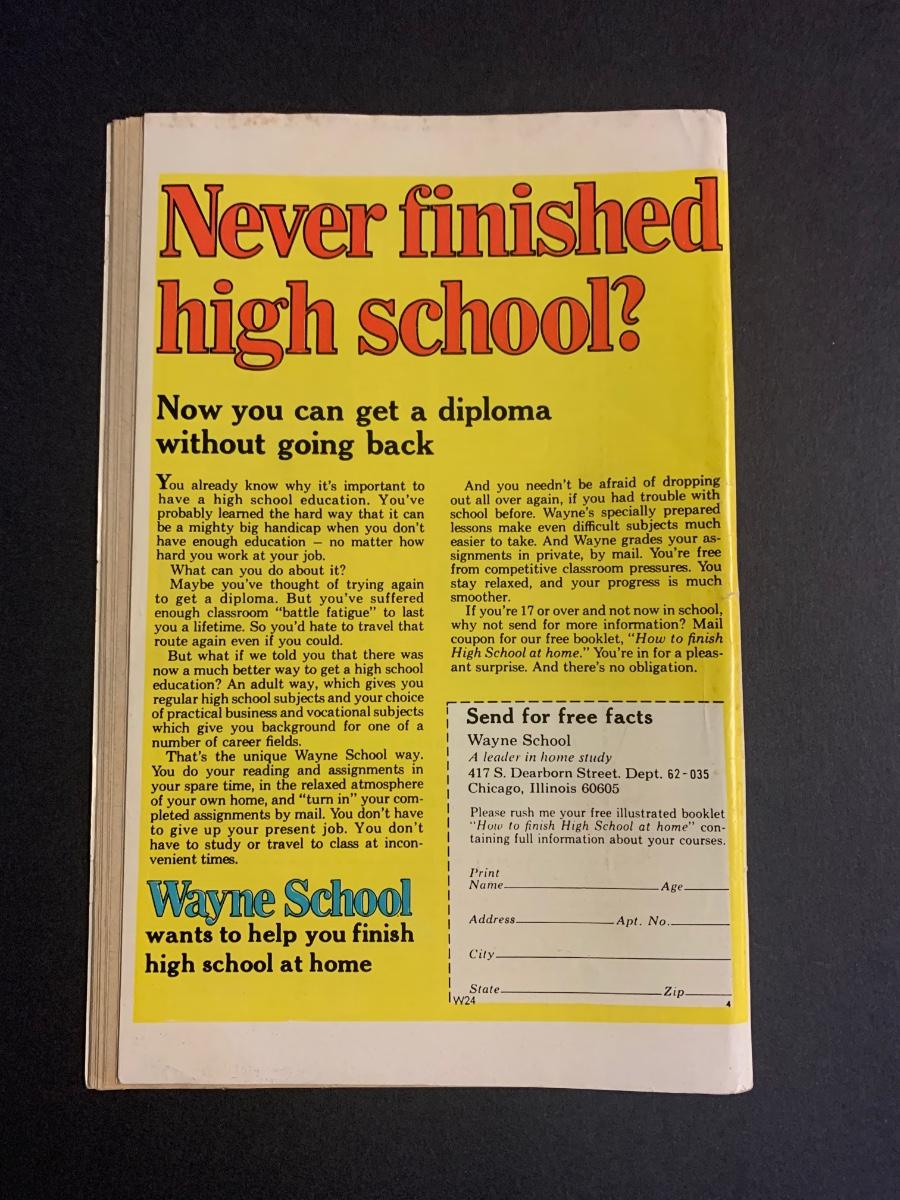 Never finished
high school?
Now you can get a diploma
without going back
You already know why it's important to
have a high school education. You've
probably learned the hard way that it can
be a mighty big handicap when you don't
have enough education – no matter how
hard you work at your job.
What can you do about it?
Maybe you've thought of trying again
to get a diploma. But you've suffered
enough classroom "battle fatigue" to last
you a lifetime. So you'd hate to travel that
route again even if you could.
But what if we told you that there was
now a much better way to get a high school
education? An adult way, which gives you
regular high school subjects and your choice
of practical business and vocational subjects
which give you background for one of a
number of career fields.
That's the unique Wayne School way.
You do your reading and assignments in
your spare time, in the relaxed atmosphere
of your own home, and "turn in" your com-
pleted assignments by mail. You don't have
to give up your present job. You don't
have to study or travel to class at incon-
venient times.
Wayne School
wants to help you finish
high school at home
And you needn't be afraid of dropping
out all over again, if you had trouble with
school before. Wayne's specially prepared
lessons make even difficult subjects much
easier to take. And Wayne grades your as-
signments in private, by mail. You're free
from competitive classroom pressures. You
stay relaxed, and your progress is much
smoother.
If you're 17 or over and not now in school,
why not send for more information? Mail
coupon for our free booklet, "How to finish
High School at home." You're in for a pleas-
ant surprise. And there's no obligation.
Send for free facts
Wayne School
A leader in home study
417 S. Dearborn Street. Dept. 62-035
Chicago, Illinois 60605
Please rush me your free illustrated booklet
"How to finish High School at home" con-
taining full information about your courses.
Print
Name Age
Address Apt. No.
City
State Zip
W24 4